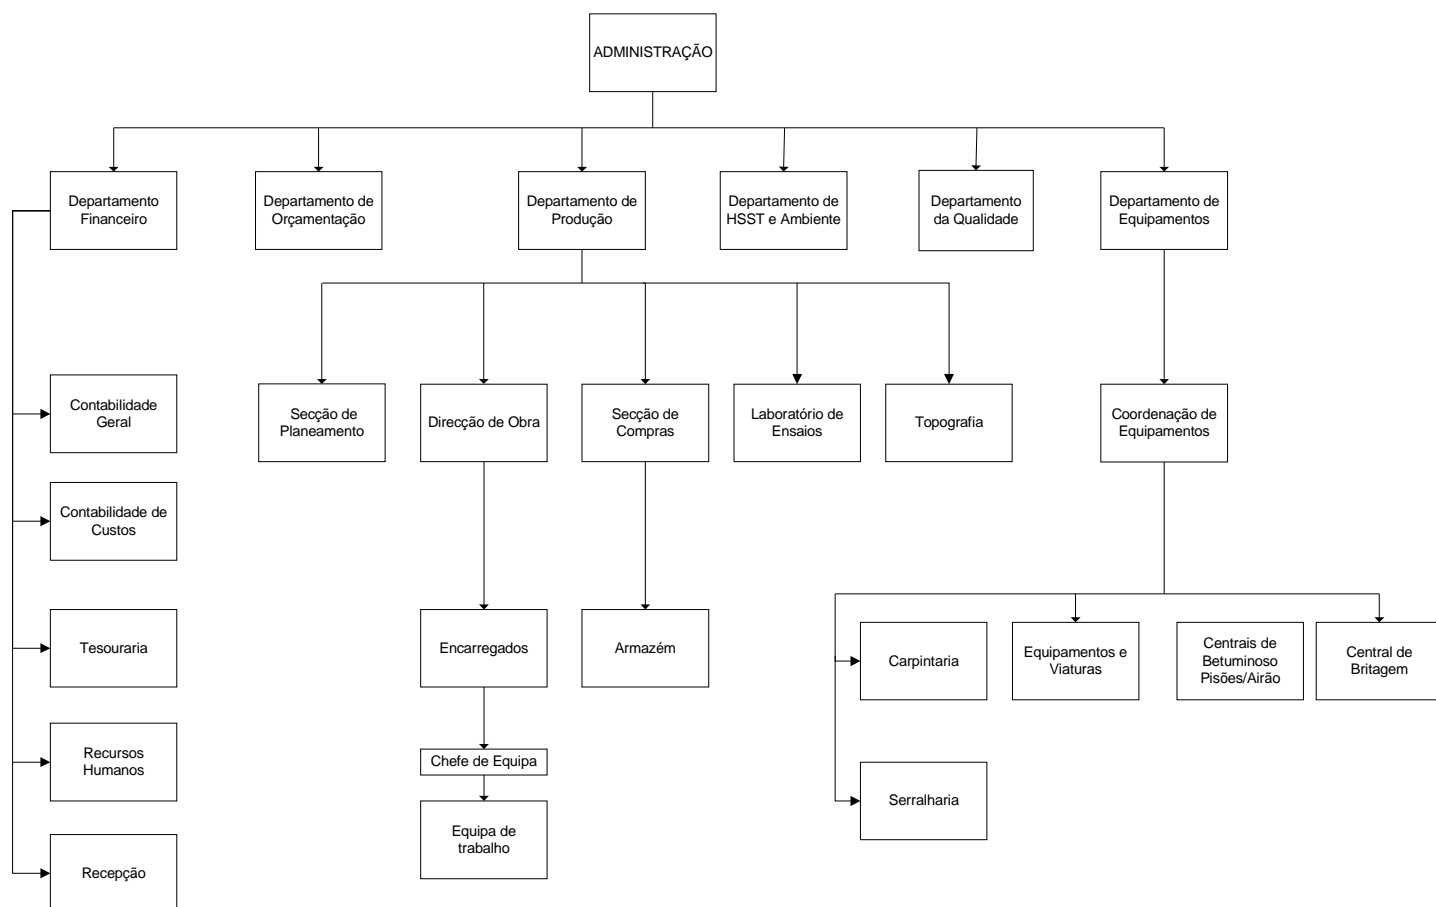 ADMINISTRAÇÃO
Departamento
Financeiro
Departamento de
Orçamentação
Departamento de
Produção
Departamento de
HSST e Ambiente
Departamento
da Qualidade
Departamento de
Equipamentos
Contabilidade
Geral
Secção de
Planeamento
Direcção de Obra
Secção de
Compras
Laboratório de
Ensaios
Topografia
Coordenação de
Equipamentos
Contabilidade de
Custos
Tesouraria
Encarregados
Armazém
Carpintaria
Equipamentos e
Viaturas
Centrais de
Betuminoso
Pisões/Airão
Central de
Britagem
Recursos
Humanos
Chefe de Equipa
Serralharia
Equipa de
trabalho
Recepção